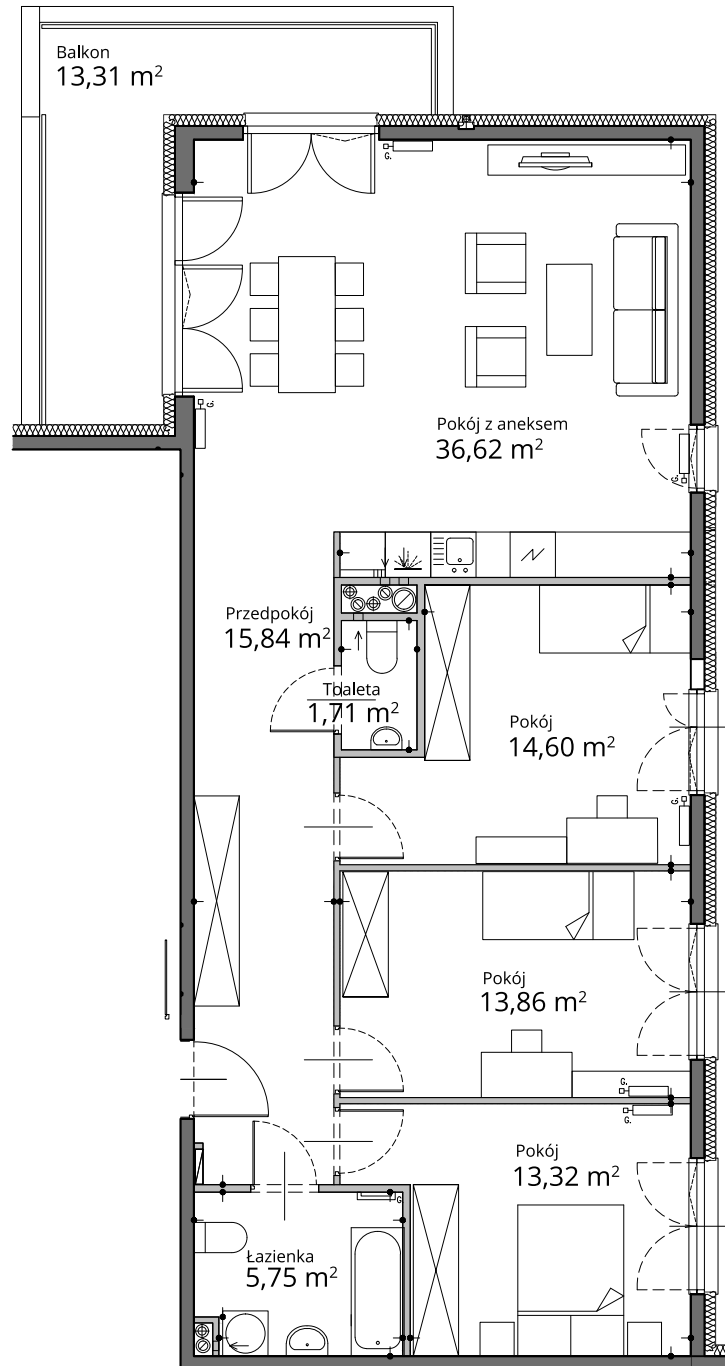 Balkon
13,31 m²
G.
G.
Pokój z aneksem
36,62 m²
G.
Przedpokój
15,84 m²
Toaleta
1,71 m²
Pokój
14,60 m²
G.
Pokój
13,86 m²
G.
G.
Pokój
13,32 m²
G
Łazienka
5,75 m²